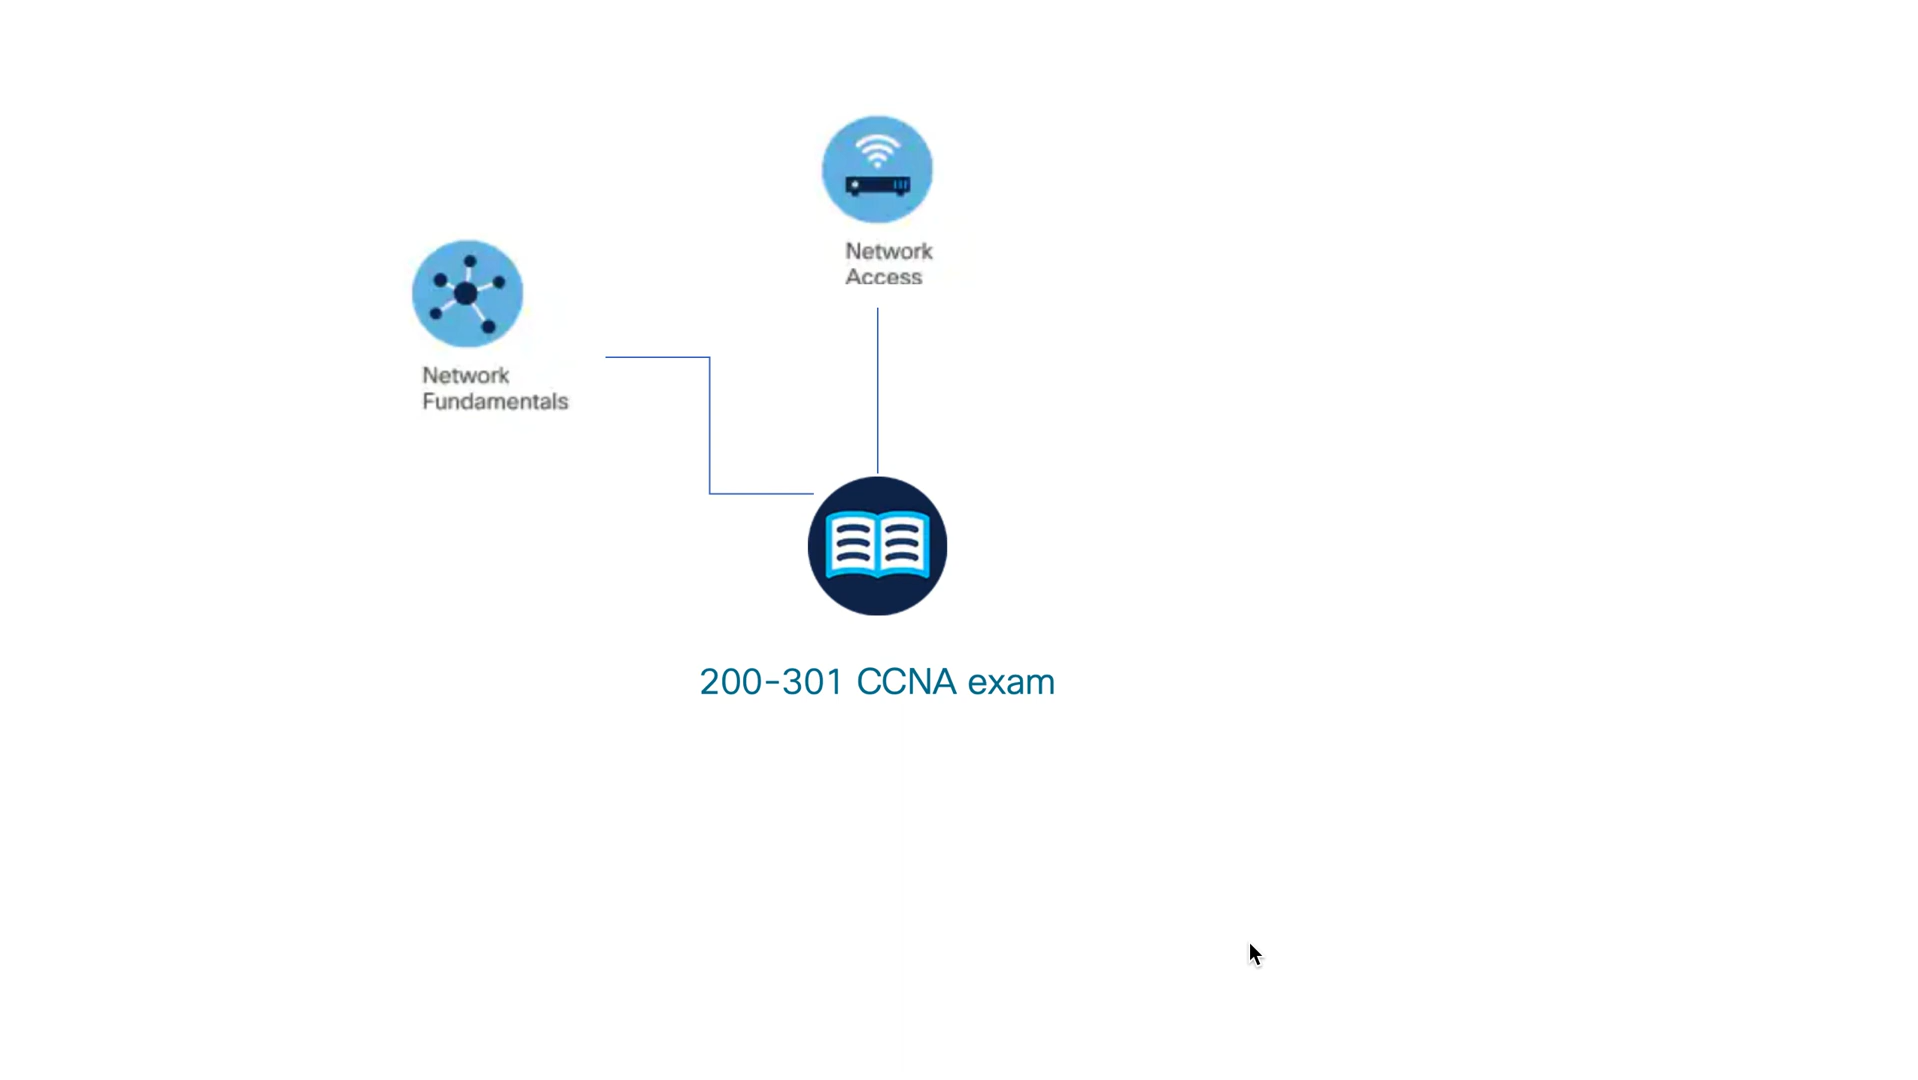 Network
Access
Network
Fundamentals
200-301 CCNA exam